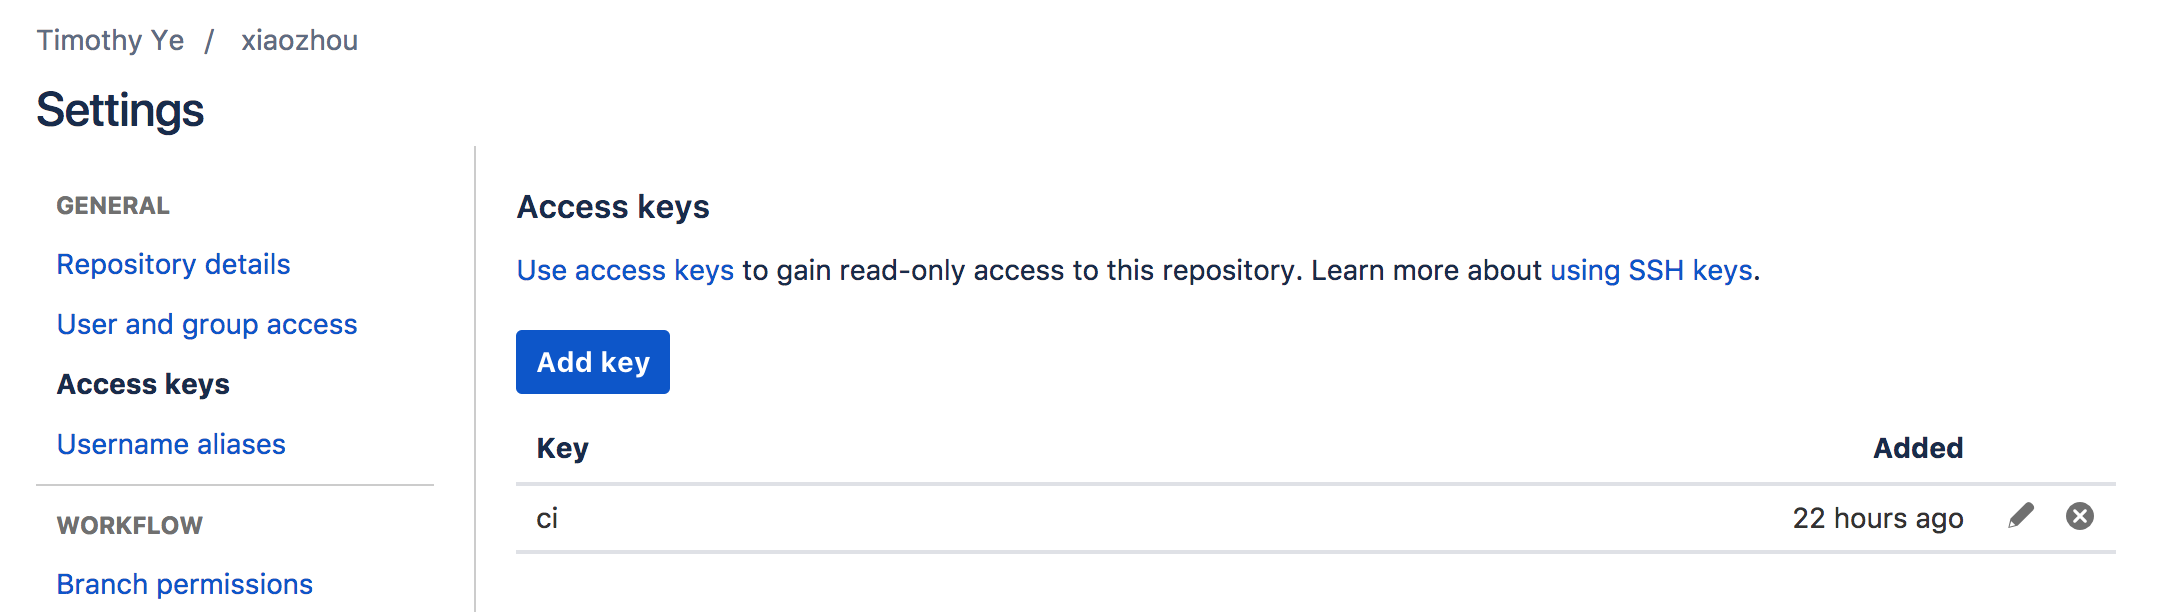 Timothy Ye / xiaozhou
Settings
GENERAL
Repository details
User and group access
Access keys
Username aliases
WORKFLOW
Branch permissions
Access keys
Use access keys to gain read-only access to this repository. Learn more about using SSH keys.
Add key
Key Added
ci 22 hours ago